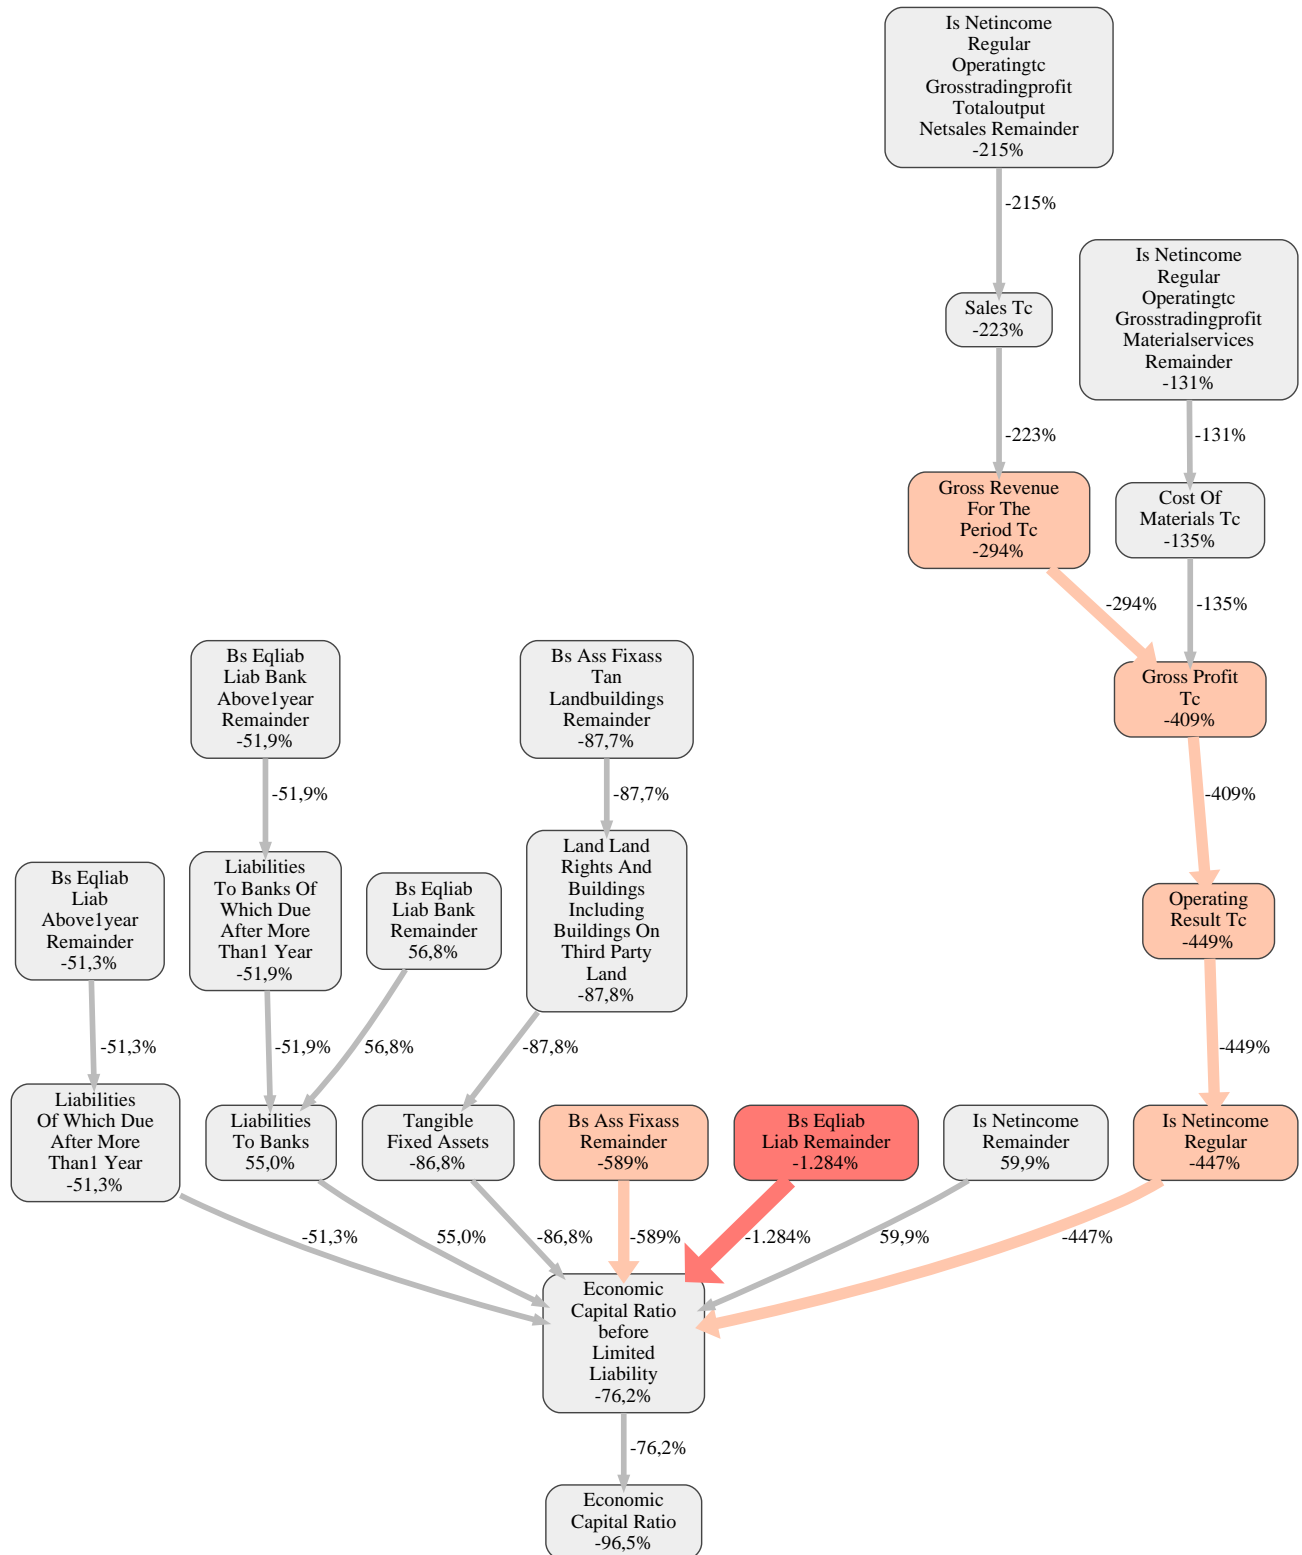 Is Netincome
Regular
Operatingtc
Grosstradingprofit
Totaloutput
Netsales Remainder
-215%
-215%
Is Netincome
Regular
Operatingtc
Grosstradingprofit
Materialservices
Remainder
-131%
Sales Tc
-223%
-223%
-131%
Gross Revenue
For The
Period Tc
-294%
Cost Of
Materials Tc
-135%
-294%
-135%
Bs Eqliab
Liab Bank
Above1year
Remainder
-51,9%
Bs Ass Fixass
Tan
Landbuildings
Remainder
-87,7%
Gross Profit
Tc
-409%
-51,9%
-87,7%
-409%
Bs Eqliab
Liab
Above1year
Remainder
-51,3%
Liabilities
To Banks Of
Which Due
After More
Than1 Year
-51,9%
Bs Eqliab
Liab Bank
Remainder
56,8%
Land Land
Rights And
Buildings
Including
Buildings On
Third Party
Land
-87,8%
Operating
Result Tc
-449%
-51,3%
-51,9%
56,8%
-87,8%
-449%
Liabilities
Of Which Due
After More
Than1 Year
-51,3%
Liabilities
To Banks
55,0%
Tangible
Fixed Assets
-86,8%
Bs Ass Fixass
Remainder
-589%
Bs Eqliab
Liab Remainder
-1.284%
Is Netincome
Remainder
59,9%
Is Netincome
Regular
-447%
-51,3%
55,0%
-86,8%
-589%
-1.284%
59,9%
-447%
Economic
Capital Ratio
before
Limited
Liability
-76,2%
-76,2%
Economic
Capital Ratio
-96,5%